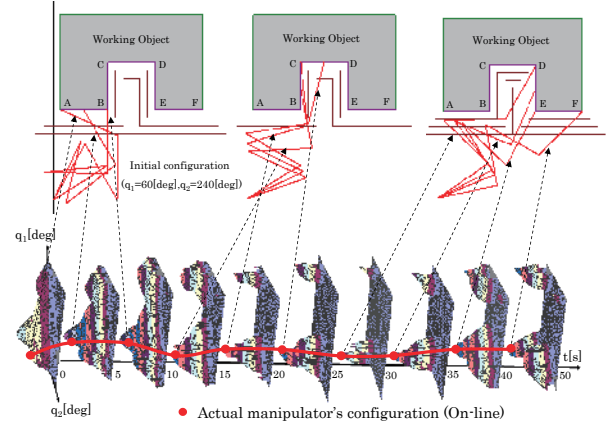 Working Object
C D
A B E F
Working Object
C D
A B E F
Working Object
C D
A B E F
Initial configuration
(q₁=60[deg],q₂=240[deg])
q₁[deg]
0 5 10 15 20 25 30 35 40 50
t[s]
q₂[deg]
Actual manipulator's configuration (On-line)